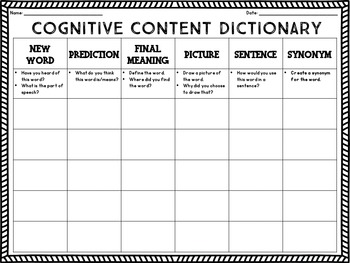 Name: Date:
COGNITIVE CONTENT DICTIONARY
NEW WORD
PREDICTION
FINAL MEANING
PICTURE
SENTENCE
SYNONYM
• Have you heard of
this word?
• What is the part of
speech?
• What do you think
this word is/means?
• Define the word.
• Where did you find
the word?
• Draw a picture of the
word.
• Why did you choose
to draw that?
• How would you use
this word in a
sentence?
• Create a synonym
for the word.